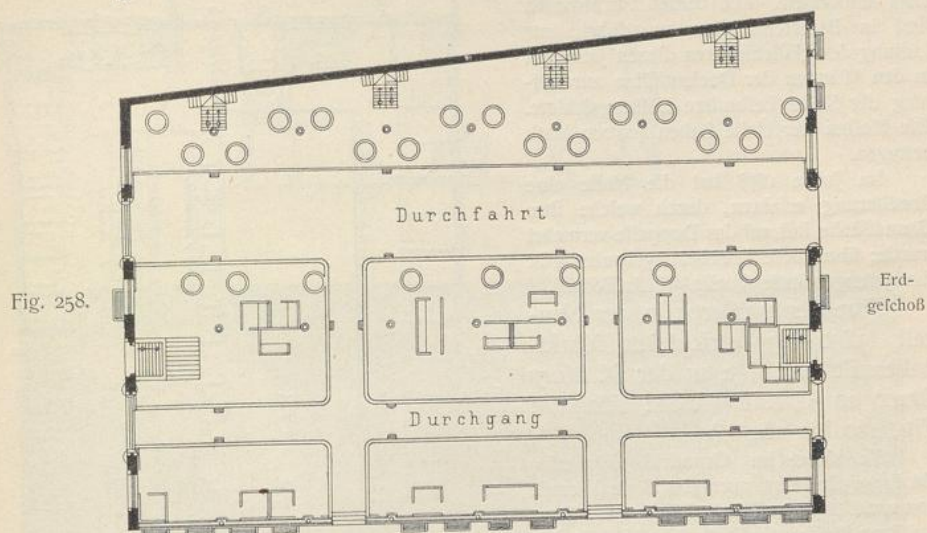 Durchfahrt
Fig. 258.
Erd-
geſchoß
Durchgang